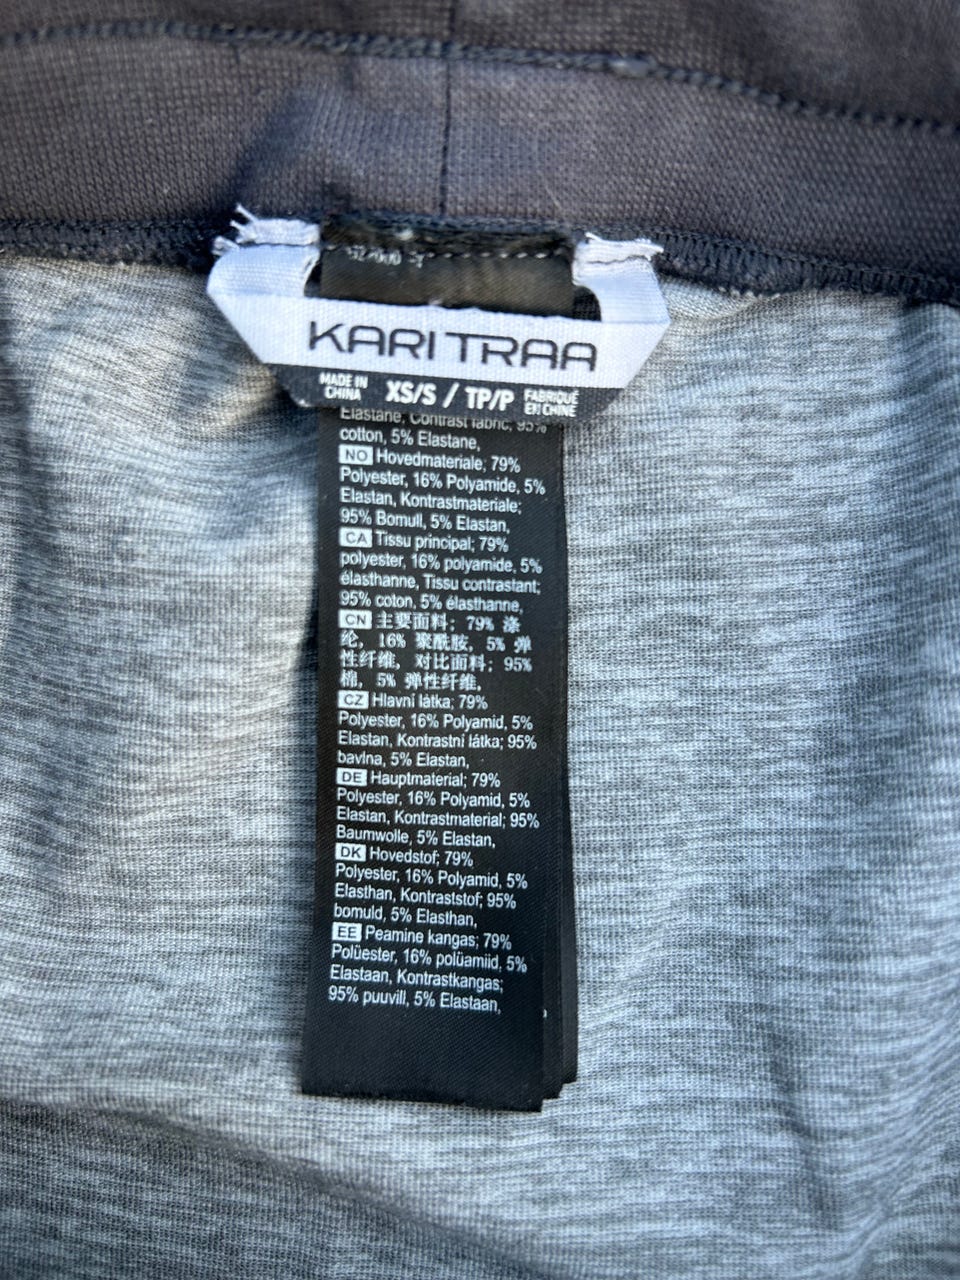 KARI TRAA
MADE IN
CHINA
XS/S / TP/P
FABRIQUÉ
EN CHINE
Elastane, Contrast fabric, 95%
cotton, 5% Elastane,
NO Hovedmateriale; 79%
Polyester, 16% Polyamide, 5%
Elastan, Kontrastmateriale;
95% Bomull, 5% Elastan,
CA Tissu principal; 79%
polyester, 16% polyamide, 5%
élasthanne, Tissu contrastant;
95% coton, 5% élasthanne,
CN 主要面料; 79% 涤
纶, 16% 聚酰胺, 5% 弹
性纤维, 对比面料; 95%
棉, 5% 弹性纤维,
CZ Hlavní látka; 79%
Polyester, 16% Polyamid, 5%
Elastan, Kontrastní látka; 95%
bavlna, 5% Elastan,
DE Hauptmaterial; 79%
Polyester, 16% Polyamid, 5%
Elastan, Kontrastmaterial; 95%
Baumwolle, 5% Elastan,
DK Hovedstof; 79%
Polyester, 16% Polyamid, 5%
Elasthan, Kontraststof; 95%
bomuld, 5% Elasthan,
EE Peamine kangas; 79%
Polüester, 16% polüamiid, 5%
Elastaan, Kontrastkangas;
95% puuvill, 5% Elastaan,